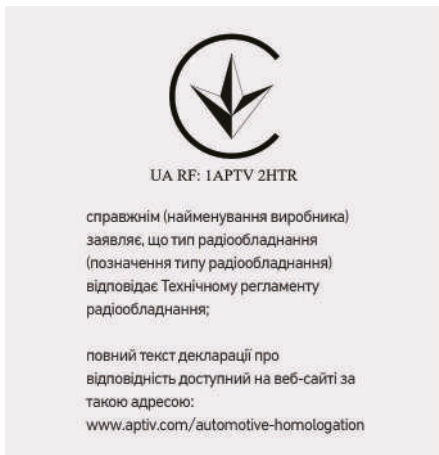 UA RF: 1APTV 2HTR
справжнім (найменування виробника)
заявляє, що тип радіообладнання
(позначення типу радіообладнання)
відповідає Технічному регламенту
радіообладнання;
повний текст декларації про
відповідність доступний на веб-сайті за
такою адресою:
www.aptiv.com/automotive-homologation